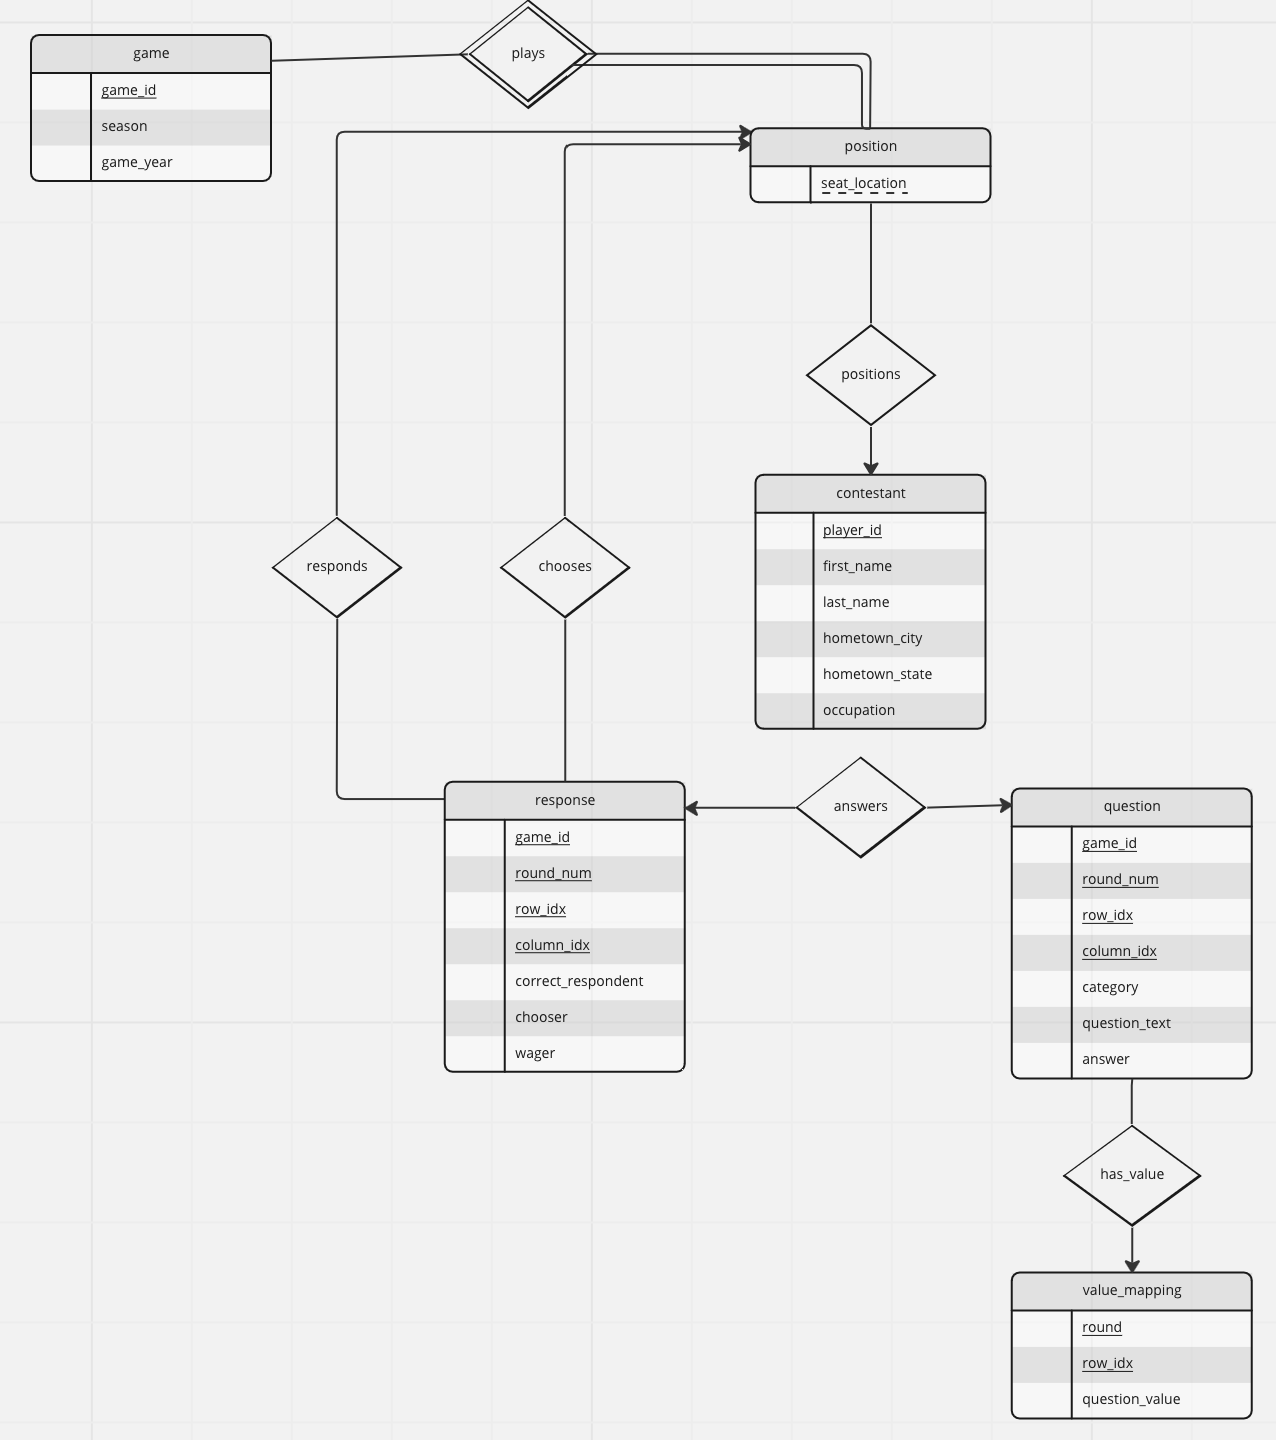 plays
game
game_id
season
game_year
position
seat_location
positions
contestant
player_id
first_name
last_name
hometown_city
hometown_state
occupation
responds
chooses
response
game_id
round_num
row_idx
column_idx
correct_respondent
chooser
wager
answers
question
game_id
round_num
row_idx
column_idx
category
question_text
answer
has_value
value_mapping
round
row_idx
question_value